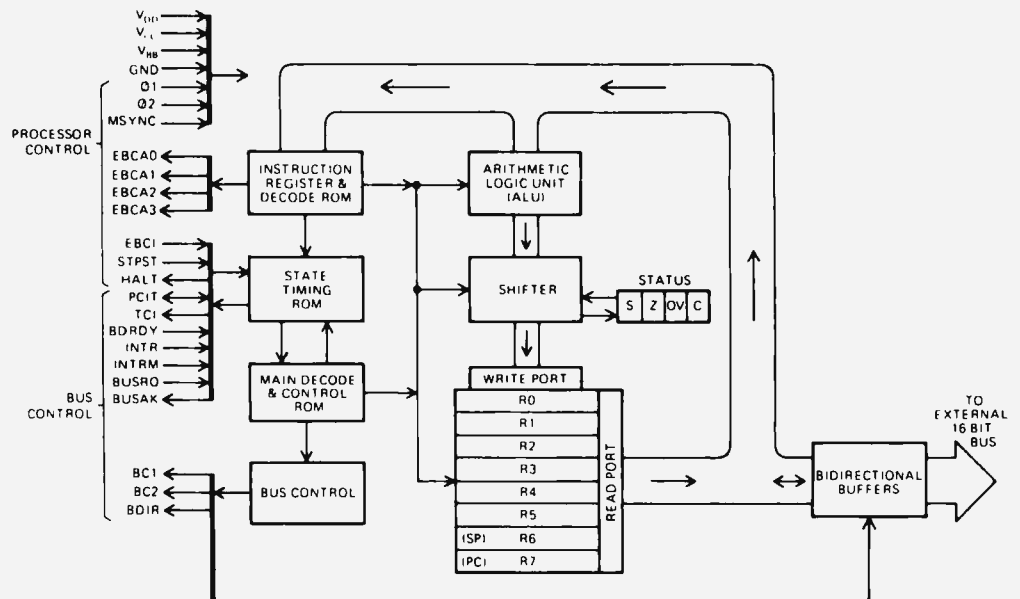 V_DD
V_CC
V_BB
GND
Ø1
Ø2
MSYNC
PROCESSOR
CONTROL
EBCA0
EBCA1
EBCA2
EBCA3
EBCI
STPST
HALT
PCIT
TCI
BDRDY
INTR
INTRM
BUSRQ
BUSAK
BUS
CONTROL
BC1
BC2
BDIR
INSTRUCTION
REGISTER &
DECODE ROM
STATE
TIMING
ROM
MAIN DECODE
& CONTROL
ROM
BUS CONTROL
ARITHMETIC
LOGIC UNIT
(ALU)
SHIFTER
STATUS
S Z OV C
WRITE PORT
R0
R1
R2
R3
R4
R5
(SP) R6
(PC) R7
READ PORT
BIDIRECTIONAL
BUFFERS
TO
EXTERNAL
16 BIT
BUS